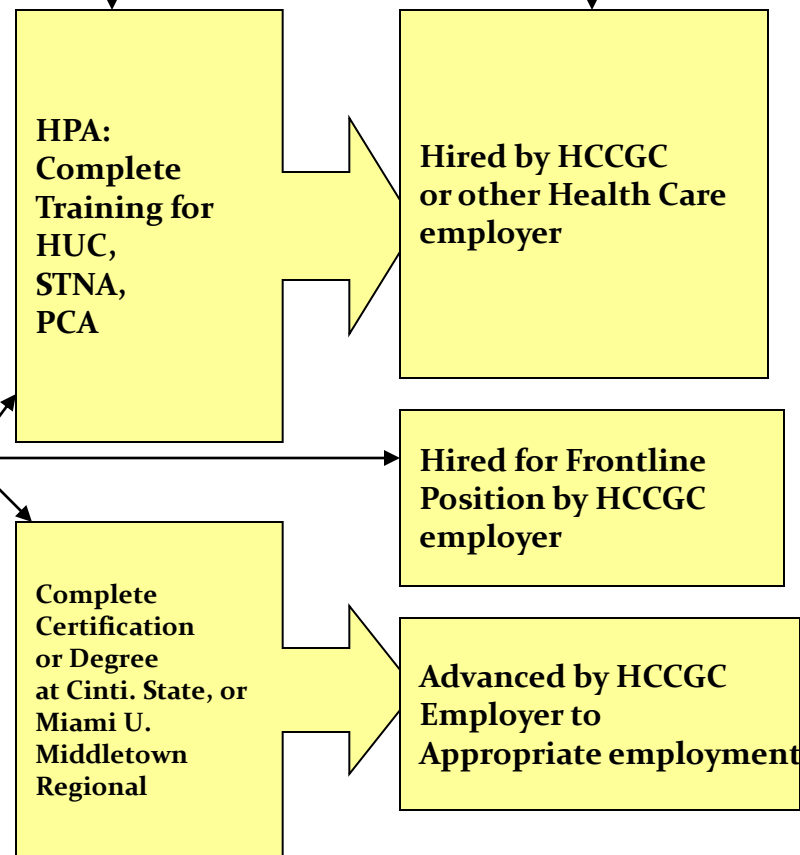 HPA:
Complete
Training for
HUC,
STNA,
PCA
Hired by HCCGC
or other Health Care
employer
Hired for Frontline
Position by HCCGC
employer
Complete
Certification
or Degree
at Cinti. State, or
Miami U.
Middletown
Regional
Advanced by HCCGC
Employer to
Appropriate employment